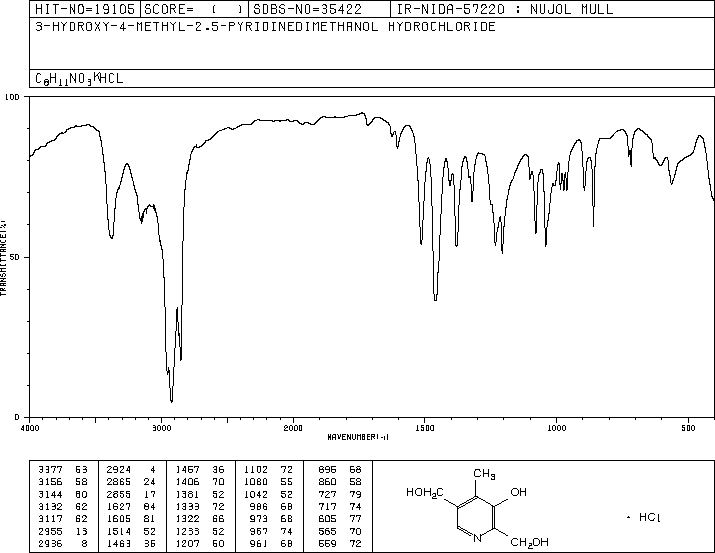 HIT-NO=19105 SCORE= ( ) SDBS-NO=35422 IR-NIDA-57220 : NUJOL MULL
3-HYDROXY-4-METHYL-2.5-PYRIDINEDIMETHANOL HYDROCHLORIDE
C8H11NO3·HCL
100
50
0
TRANSMITTANCE(%)
4000 3000 2000 1500 1000 500
WAVENUMBER(-1)
3377 53 2924 4 1457 36 1102 72 895 68
3156 58 2865 24 1406 70 1080 55 860 58
3144 60 2855 17 1381 52 1042 52 727 79
3132 62 1627 84 1333 72 986 68 717 74
3117 62 1605 81 1322 66 973 68 605 77
2955 13 1514 52 1233 52 967 74 565 70
2936 8 1463 36 1207 50 961 68 559 72
CH3
HOH2C
OH
N
CH2OH
· HCl